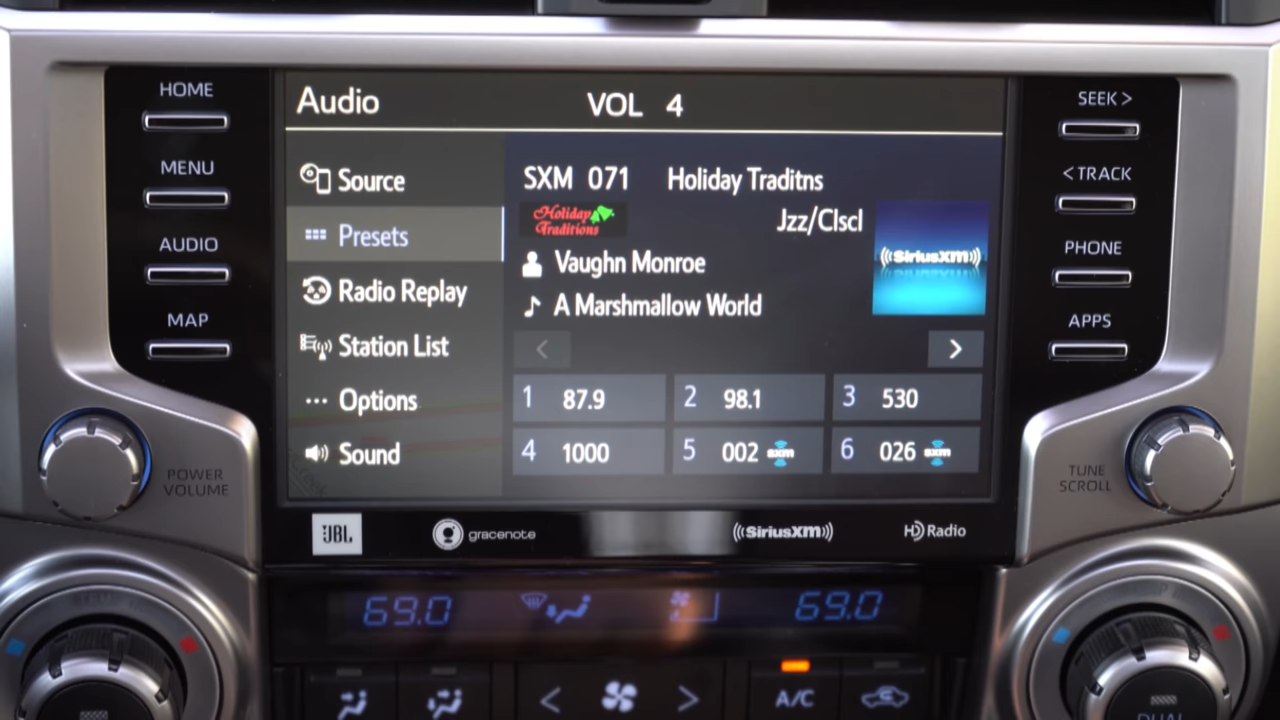 HOME
MENU
AUDIO
MAP
POWER
VOLUME
Audio
VOL 4
Source
Presets
Radio Replay
Station List
Options
Sound
SXM 071 Holiday Traditns
Holiday
Traditions
Jzz/Clscl
((SiriusXM))
Vaughn Monroe
A Marshmallow World
<
>
1 87.9
2 98.1
3 530
4 1000
5 002 sxm
6 026 sxm
SEEK >
< TRACK
PHONE
APPS
TUNE
SCROLL
JBL
gracenote
((SiriusXM))
HD Radio
69.0
69.0
<
>
A/C
DUAL